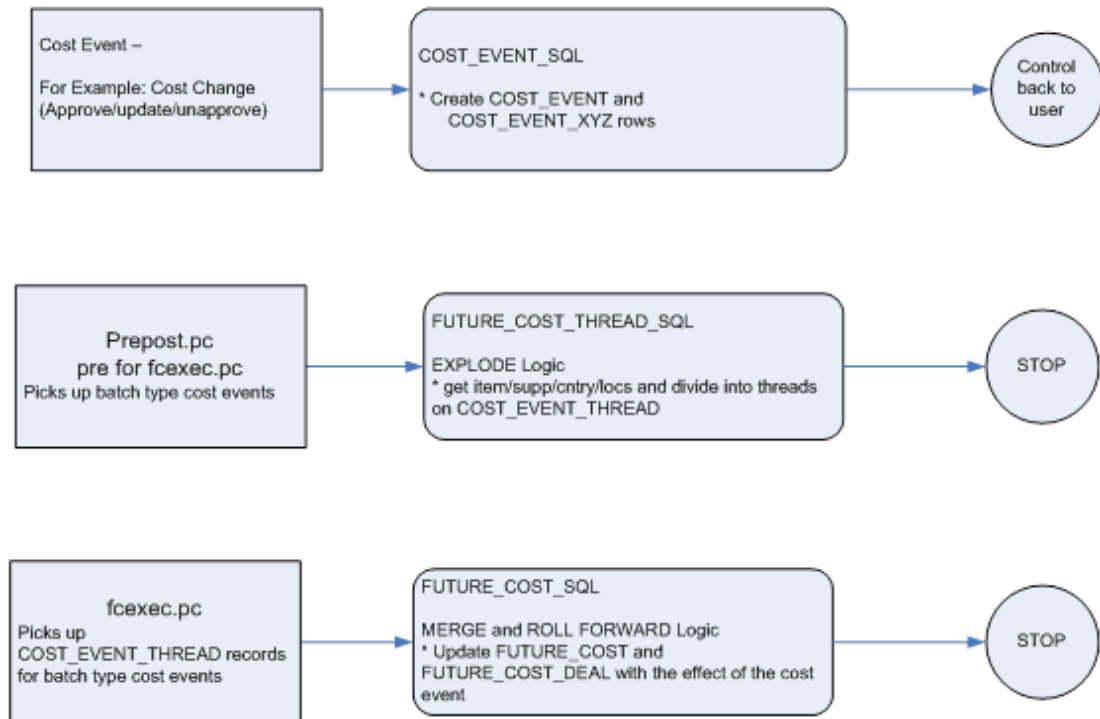 Cost Event –
For Example: Cost Change
(Approve/update/unapprove)
COST_EVENT_SQL
* Create COST_EVENT and
COST_EVENT_XYZ rows
Control
back to
user
Prepost.pc
pre for fcexec.pc
Picks up batch type cost events
FUTURE_COST_THREAD_SQL
EXPLODE Logic
* get item/supp/cntry/locs and divide into threads
on COST_EVENT_THREAD
STOP
fcexec.pc
Picks up
COST_EVENT_THREAD records
for batch type cost events
FUTURE_COST_SQL
MERGE and ROLL FORWARD Logic
* Update FUTURE_COST and
FUTURE_COST_DEAL with the effect of the cost
event
STOP